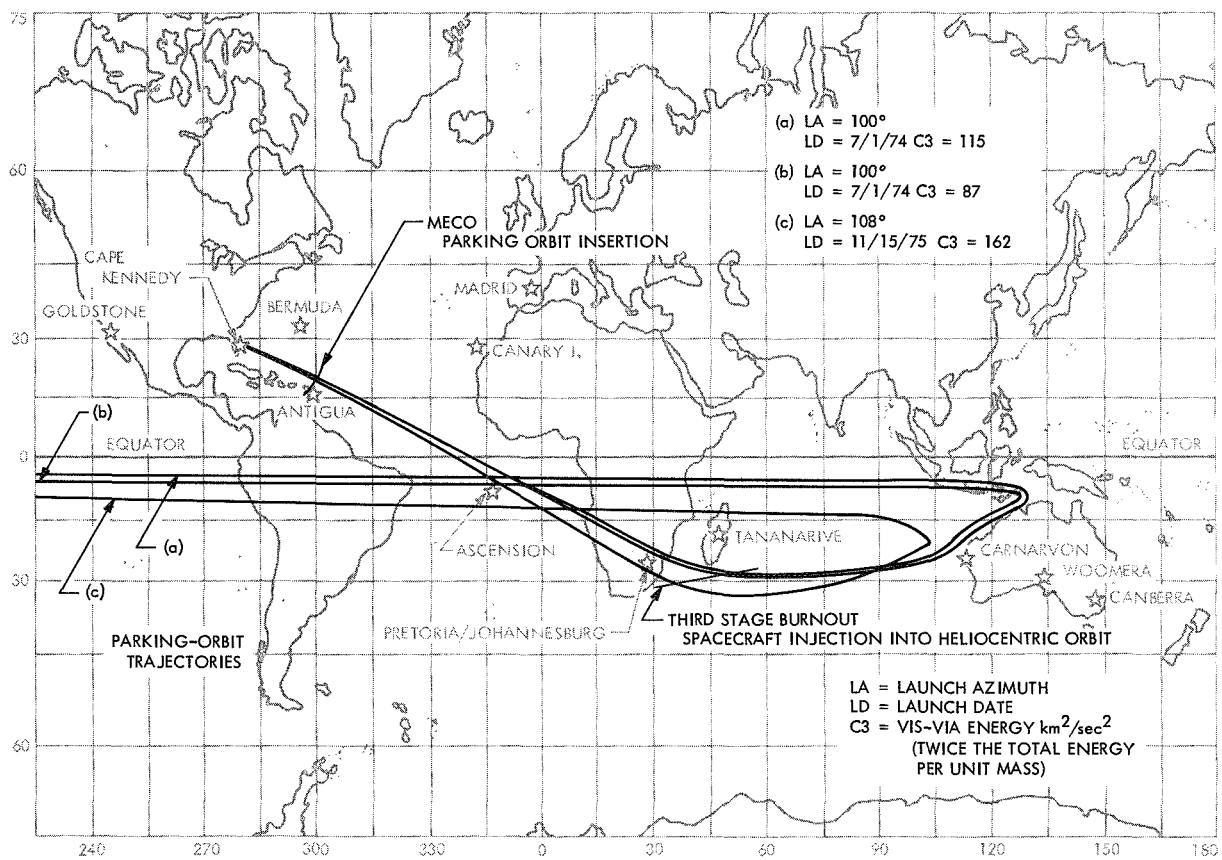 75
60
30
0
30
60
240
270
300
330
0
30
60
90
120
150
180
(a) LA = 100°
LD = 7/1/74 C3 = 115
(b) LA = 100°
LD = 7/1/74 C3 = 87
(c) LA = 108°
LD = 11/15/75 C3 = 162
MECO
PARKING ORBIT INSERTION
CAPE
KENNEDY
GOLDSTONE
BERMUDA
MADRID
CANARY I.
ANTIGUA
(b)
EQUATOR
EQUATOR
(a)
(c)
ASCENSION
TANANARIVE
CARNARVON
WOOMERA
CANBERRA
PRETORIA/JOHANNESBURG
THIRD STAGE BURNOUT
SPACECRAFT INJECTION INTO HELIOCENTRIC ORBIT
PARKING-ORBIT
TRAJECTORIES
LA = LAUNCH AZIMUTH
LD = LAUNCH DATE
C3 = VIS-VIA ENERGY km²/sec²
(TWICE THE TOTAL ENERGY
PER UNIT MASS)